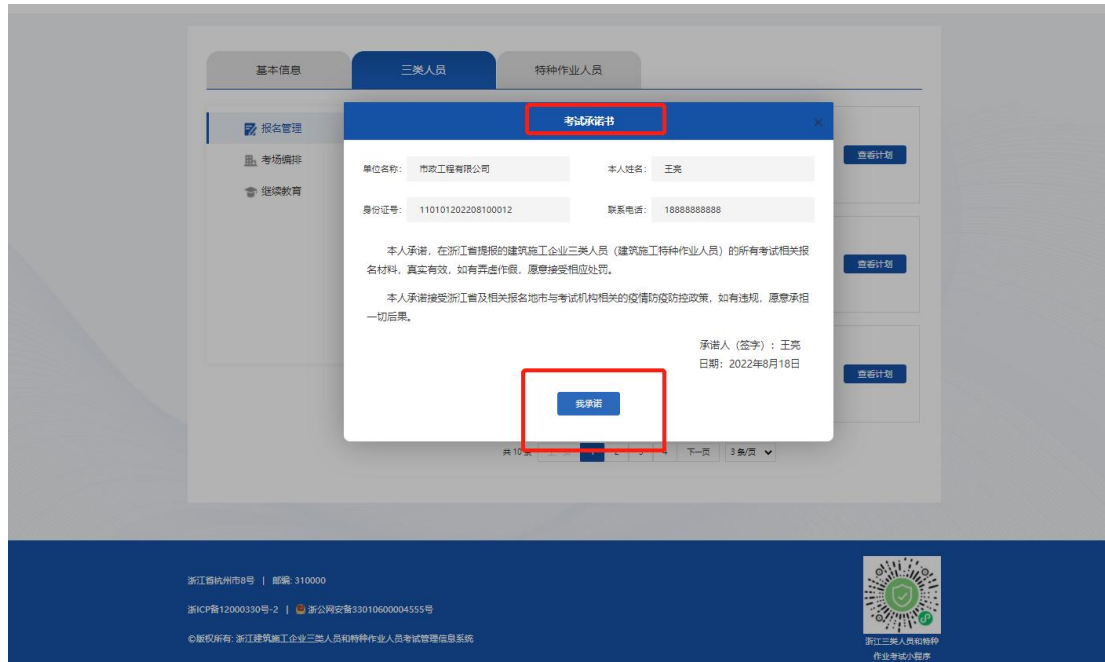 基本信息
三类人员
特种作业人员
报名管理
考场编排
继续教育
考试承诺书
×
单位名称： 市政工程有限公司
本人姓名： 王亮
身份证号： 110101202208100012
联系电话： 18888888888
本人承诺，在浙江省提报的建筑施工企业三类人员（建筑施工特种作业人员）的所有考试相关报
名材料，真实有效，如有弄虚作假，愿意接受相应处罚。
本人承诺接受浙江省及相关报名地市与考试机构相关的疫情防疫防控政策，如有违规，愿意承担
一切后果。
承诺人（签字）：王亮
日期：2022年8月18日
我承诺
查看计划
查看计划
查看计划
共10条
下一页
3条/页
浙江省杭州市8号 | 邮编: 310000
浙ICP备12000330号-2 | 浙公网安备33010600004555号
©版权所有: 浙江建筑施工企业三类人员和特种作业人员考试管理信息系统
浙江三类人员和特种
作业考试小程序